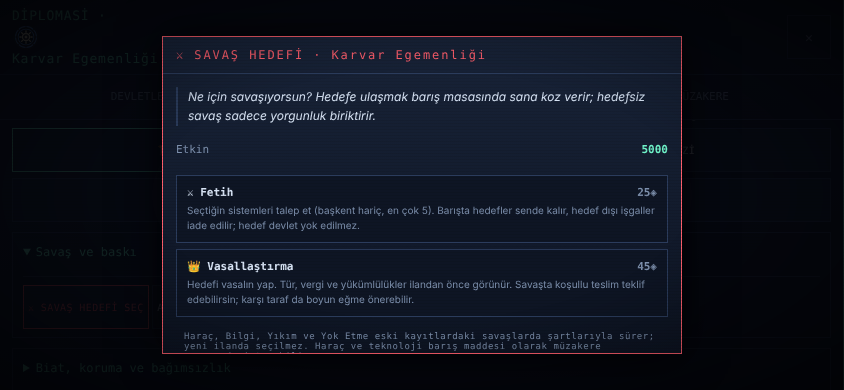 DİPLOMASİ ·
Karvar Egemenliği
⚔ SAVAŞ HEDEFİ · Karvar Egemenliği
Ne için savaşıyorsun? Hedefe ulaşmak barış masasında sana koz verir; hedefsiz
savaş sadece yorgunluk biriktirir.
Etkin 5000
⚔ Fetih 25◈
Seçtiğin sistemleri talep et (başkent hariç, en çok 5). Barışta hedefler sende kalır, hedef dışı işgaller
iade edilir; hedef devlet yok edilmez.
👑 Vasallaştırma 45◈
Hedefi vasalın yap. Tür, vergi ve yükümlülükler ilandan önce görünür. Savaşta koşullu teslim teklif
edebilirsin; karşı taraf da boyun eğme önerebilir.
▼ Savaş ve baskı
SAVAŞ HEDEFİ SEÇ
Haraç, Bilgi, Yıkım ve Yok Etme eski kayıtlardaki savaşlarda şartlarıyla sürer;
yeni ilanda seçilmez. Haraç ve teknoloji barış maddesi olarak müzakere
▶ Biat, koruma ve bağımsızlık